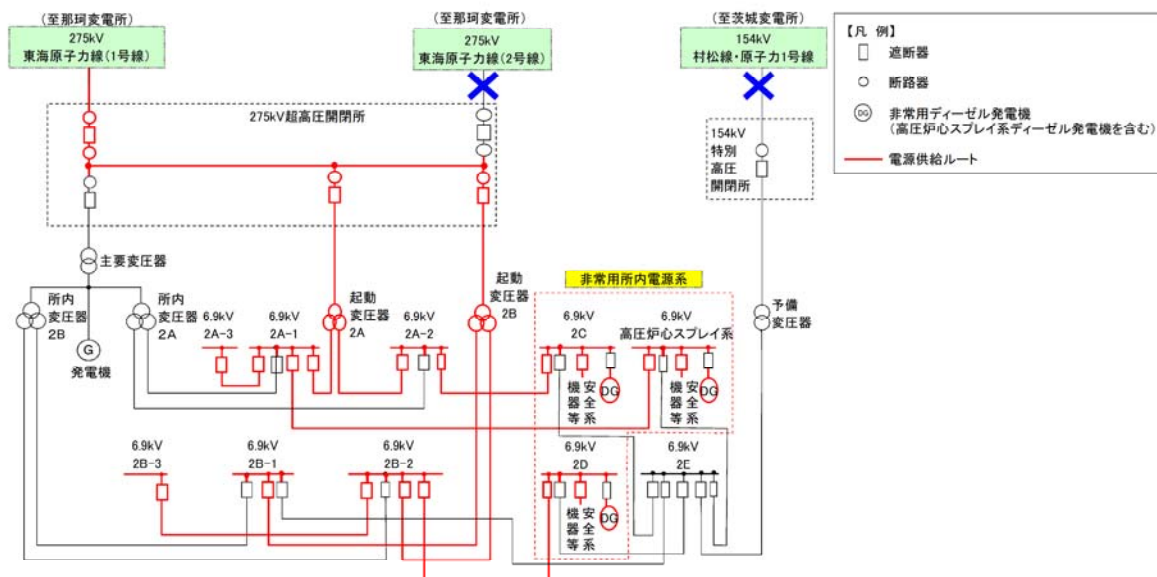 (至那珂変電所)
275kV
東海原子力線(1号線)
(至那珂変電所)
275kV
東海原子力線(2号線)
(至茨城変電所)
154kV
村松線・原子力1号線
【凡 例】
遮断器
断路器
DG
非常用ディーゼル発電機
(高圧炉心スプレイ系ディーゼル発電機を含む)
電源供給ルート
275kV超高圧開閉所
154kV
特別
高圧
開閉所
主要変圧器
所内
変圧器
2B
所内
変圧器
2A
G
発電機
6.9kV
2A-3
6.9kV
2A-1
起動
変圧器
2A
6.9kV
2A-2
起動
変圧器
2B
非常用所内電源系
6.9kV
2C
安全系
機器等
DG
6.9kV
高圧炉心スプレイ系
安全系
機器等
DG
予備
変圧器
6.9kV
2B-3
6.9kV
2B-1
6.9kV
2B-2
6.9kV
2D
安全系
機器等
DG
6.9kV
2E